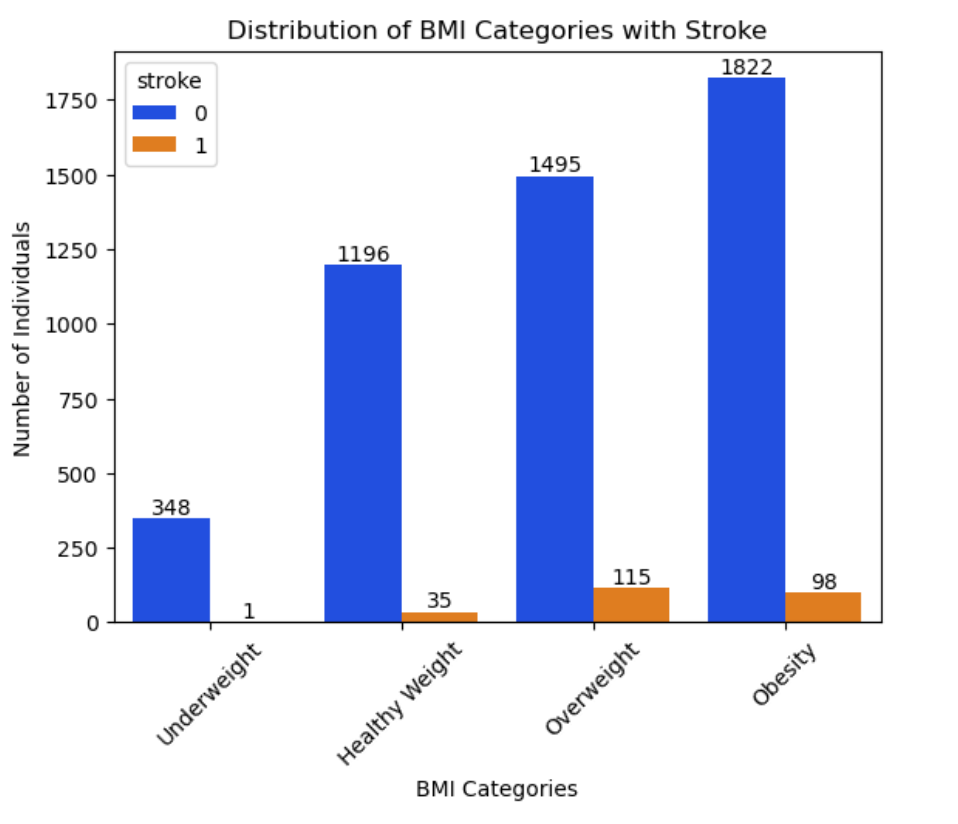 Distribution of BMI Categories with Stroke
stroke
0
1
Number of Individuals
1750
1500
1250
1000
750
500
250
0
348
1
1196
35
1495
115
1822
98
Underweight
Healthy Weight
Overweight
Obesity
BMI Categories